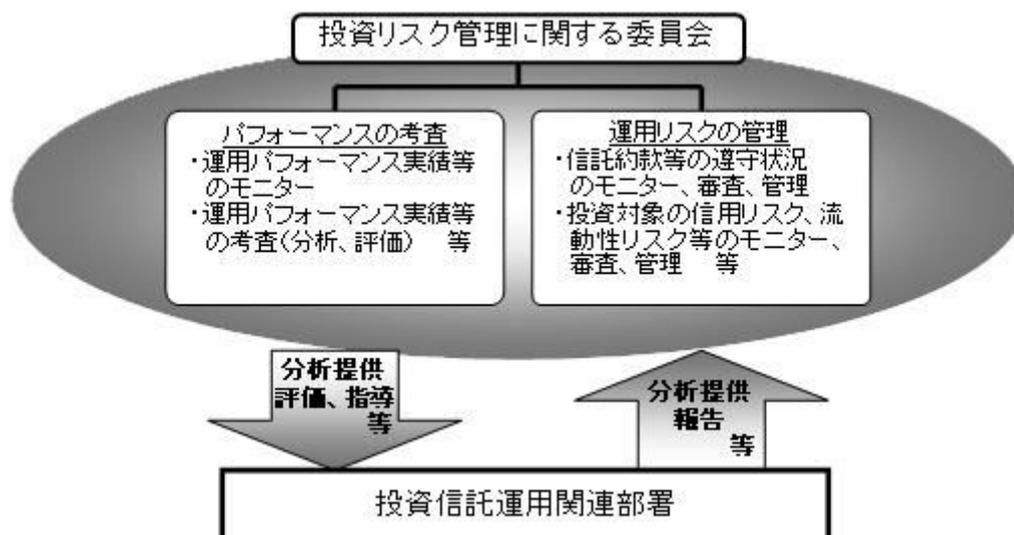 投資リスク管理に関する委員会
パフォーマンスの考査
・運用パフォーマンス実績等
のモニター
・運用パフォーマンス実績等
の考査(分析、評価) 等
運用リスクの管理
・信託約款等の遵守状況
のモニター、審査、管理
・投資対象の信用リスク、流
動性リスク等のモニター、
審査、管理 等
分析提供
評価、指導
等
分析提供
報告
等
投資信託運用関連部署